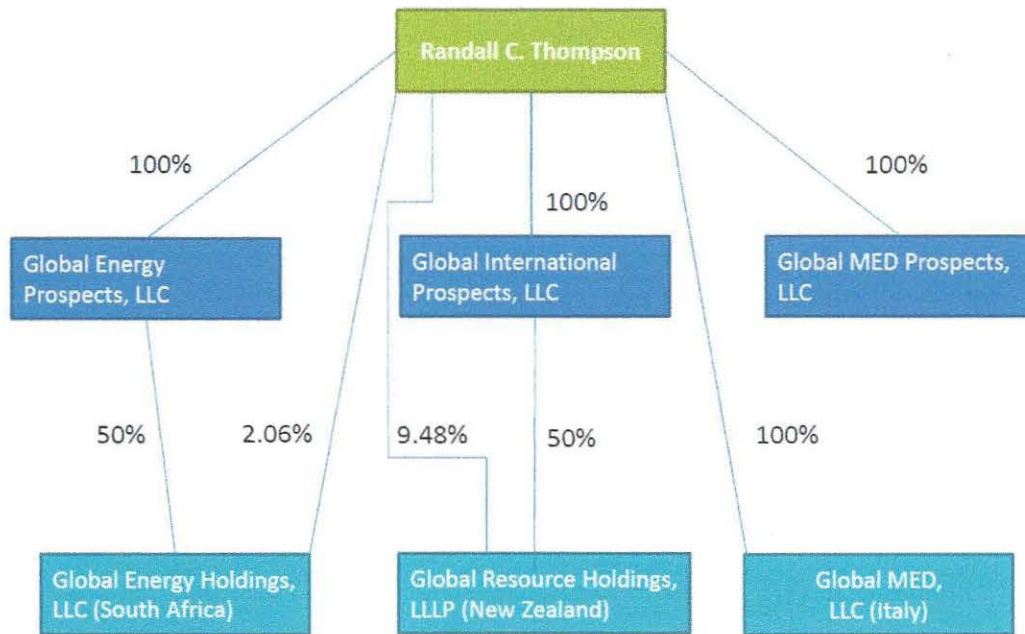 Randall C. Thompson
100%
100%
100%
Global Energy
Prospects, LLC
Global International
Prospects, LLC
Global MED Prospects,
LLC
50%
2.06%
9.48%
50%
100%
Global Energy Holdings,
LLC (South Africa)
Global Resource Holdings,
LLLP (New Zealand)
Global MED,
LLC (Italy)